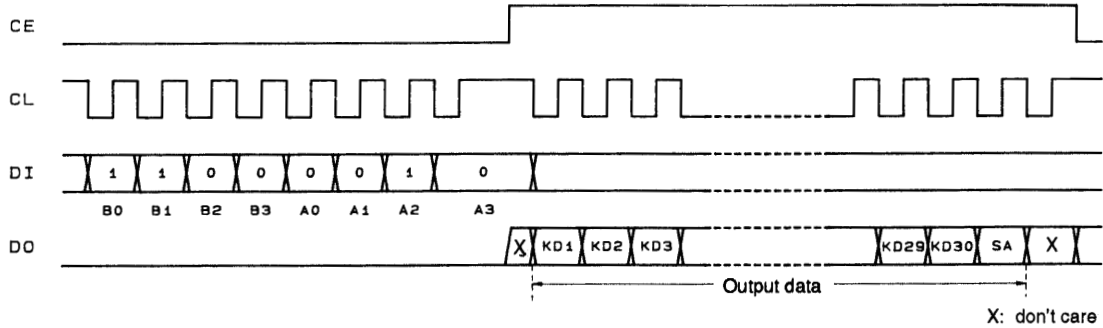 CE
CL
DI 1 1 0 0 0 0 1 0
B0 B1 B2 B3 A0 A1 A2 A3
DO X KD1 KD2 KD3 KD29 KD30 SA X
Output data
X: don't care